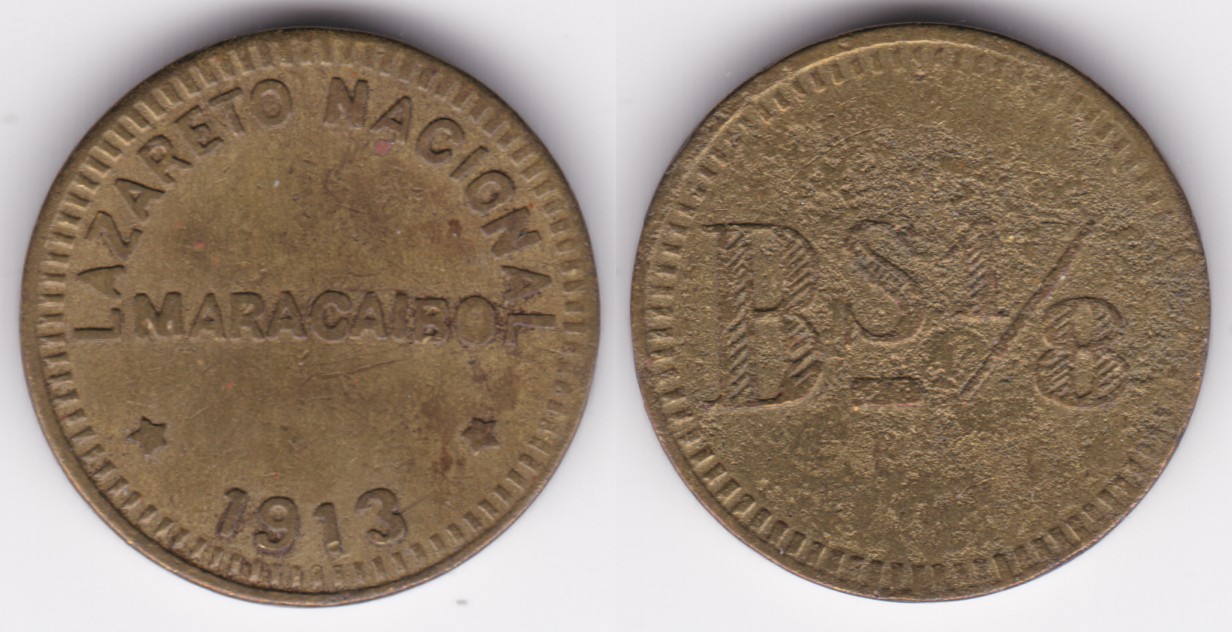 LAZARETO NACIONAL
MARACAIBO
1913
BS 1/8